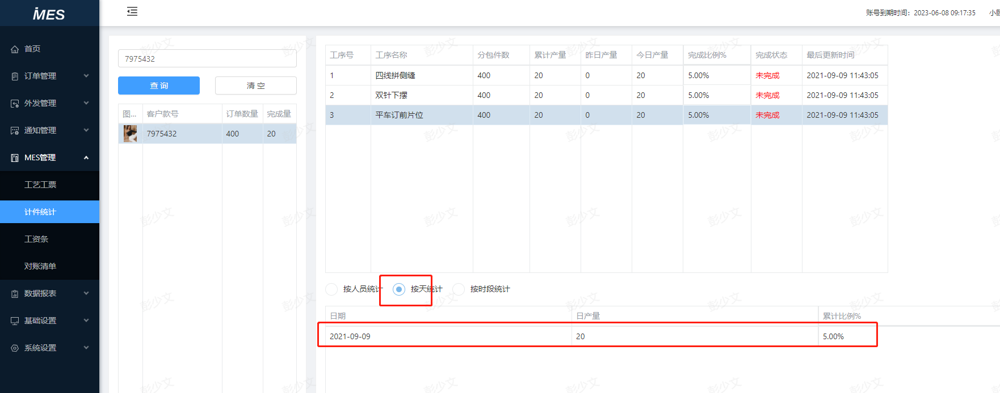 MES
账号到期时间：2023-06-08 09:17:35
首页
订单管理
外发管理
通知管理
MES管理
工艺工票
计件统计
工资条
对账清单
数据报表
基础设置
系统设置
7975432
查 询 清 空
图... 客户款号 订单数量 完成量
7975432 400 20
工序号 工序名称 分包件数 累计产量 昨日产量 今日产量 完成比例% 完成状态 最后更新时间
1 四线拼侧缝 400 20 0 20 5.00% 未完成 2021-09-09 11:43:05
2 双针下摆 400 20 0 20 5.00% 未完成 2021-09-09 11:43:05
3 平车订前片位 400 20 0 20 5.00% 未完成 2021-09-09 11:43:05
按人员统计 按天统计 按时段统计
日期 日产量 累计比例%
2021-09-09 20 5.00%
彭少文